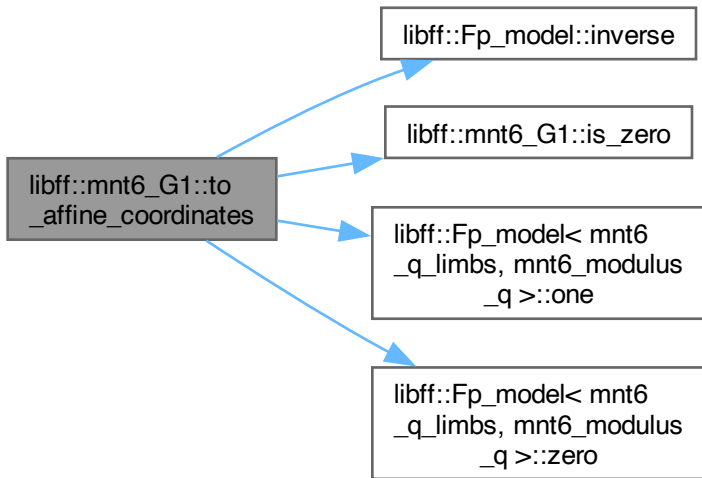 libff::Fp_model::inverse
libff::mnt6_G1::is_zero
libff::mnt6_G1::to
_affine_coordinates
libff::Fp_model< mnt6
_q_limbs, mnt6_modulus
_q >::one
libff::Fp_model< mnt6
_q_limbs, mnt6_modulus
_q >::zero